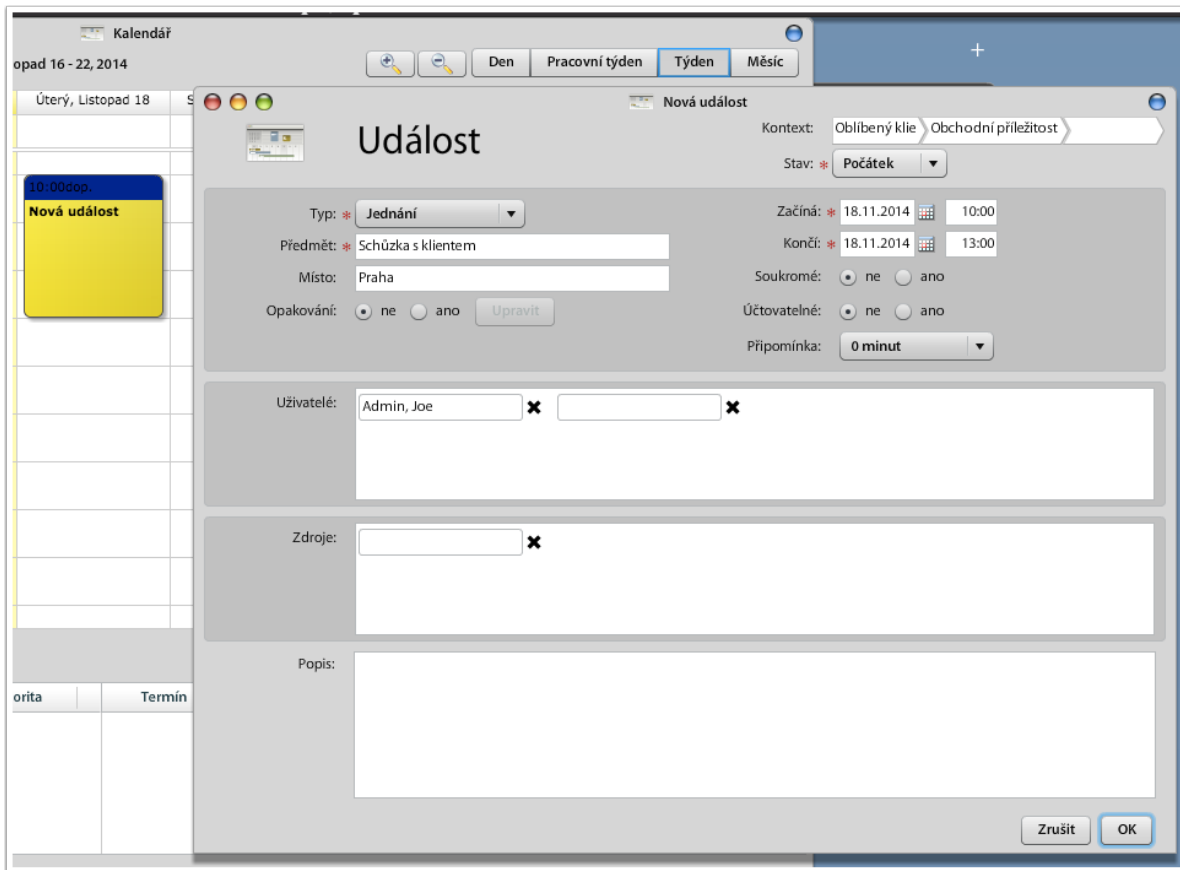 Kalendář
opad 16 - 22, 2014
Den Pracovní týden Týden Měsíc
Úterý, Listopad 18 S
10:00dop.
Nová událost
orita Termín
Nová událost
Událost
Kontext: Oblíbený klie Obchodní příležitost
Stav: * Počátek
Typ: * Jednání
Předmět: * Schůzka s klientem
Místo: Praha
Opakování: ne ano Upravit
Začíná: * 18.11.2014 10:00
Končí: * 18.11.2014 13:00
Soukromé: ne ano
Účtovatelné: ne ano
Připomínka: 0 minut
Uživatelé: Admin, Joe
Zdroje:
Popis:
Zrušit OK